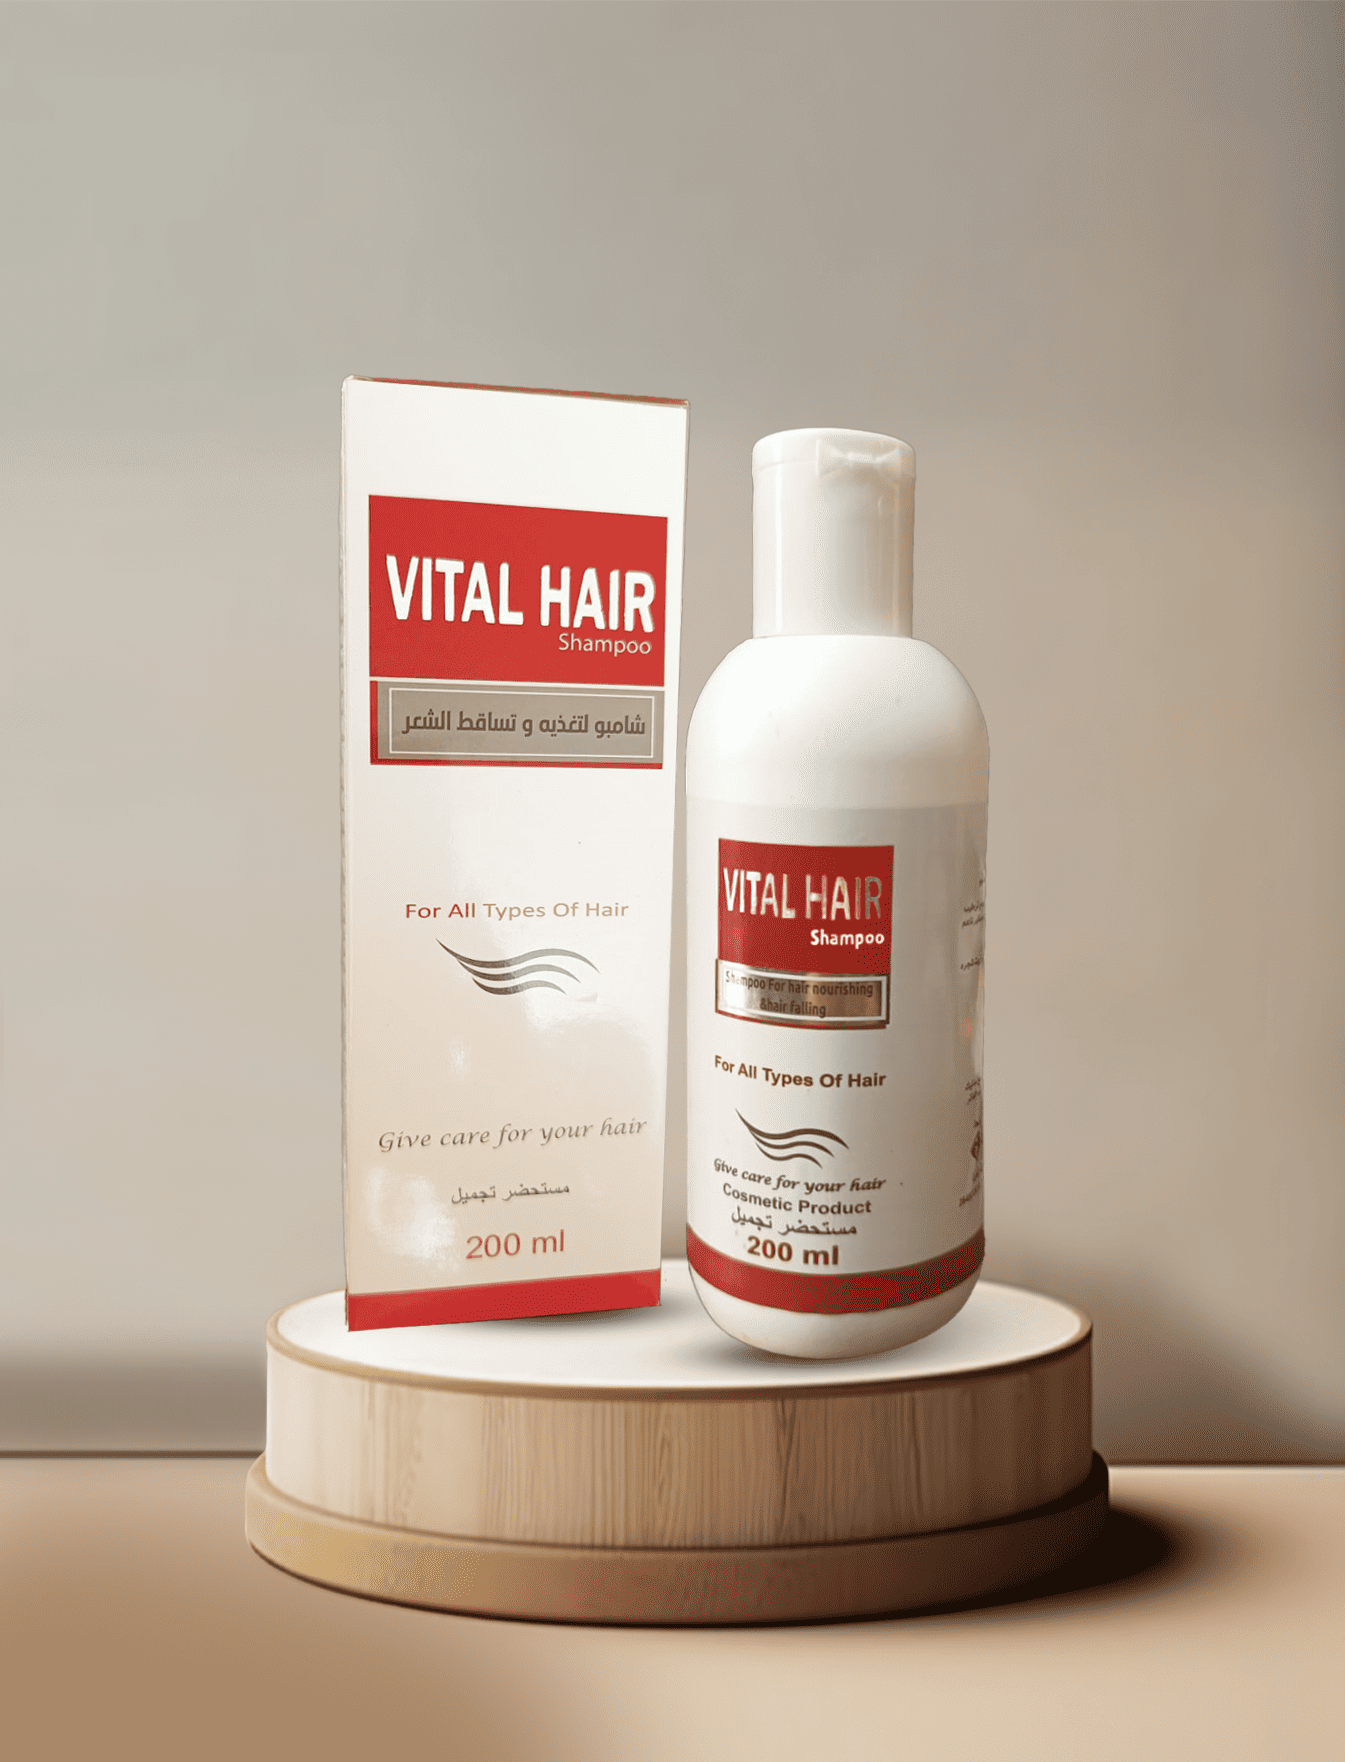 VITAL HAIR
Shampoo
شامبو لتغذيه و تساقط الشعر
For All Types Of Hair
Give care for your hair
مستحضر تجميل
200 ml
VITAL HAIR
Shampoo
Shampoo For hair nourishing
&hair falling
For All Types Of Hair
Give care for your hair
Cosmetic Product
مستحضر تجميل
200 ml